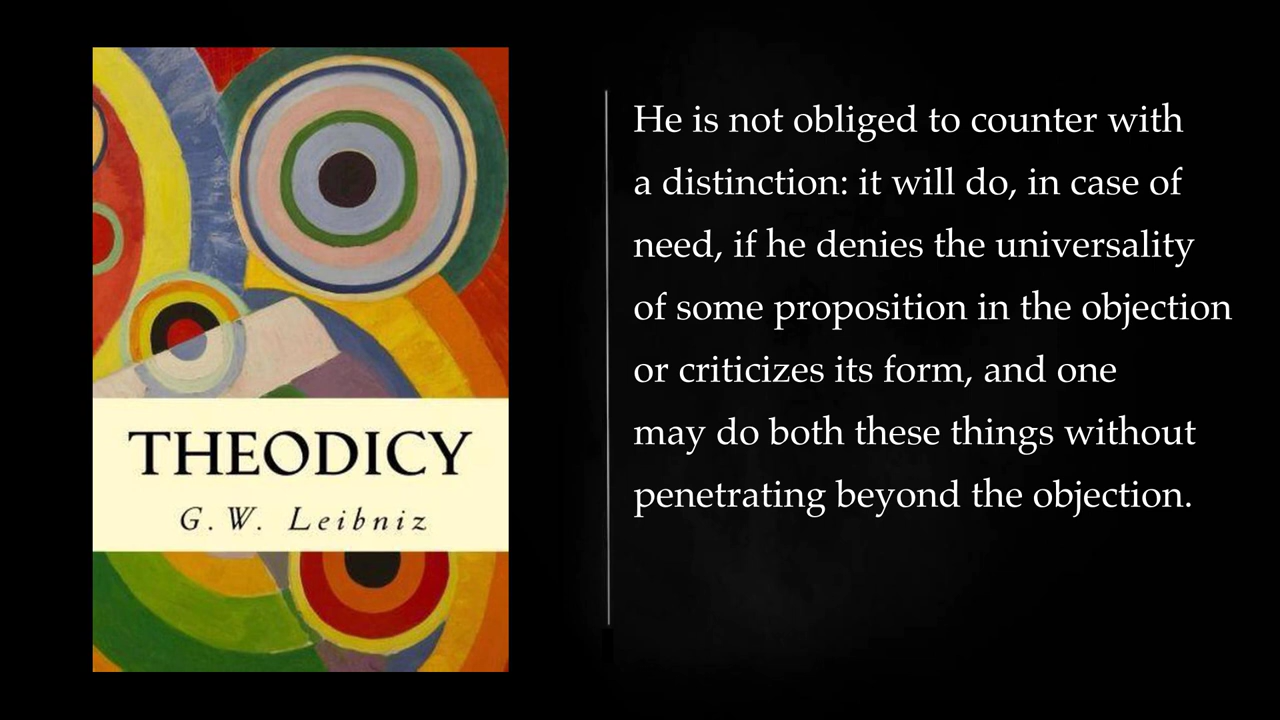 THEODICY
G.W. Leibniz
He is not obliged to counter with
a distinction: it will do, in case of
need, if he denies the universality
of some proposition in the objection
or criticizes its form, and one
may do both these things without
penetrating beyond the objection.